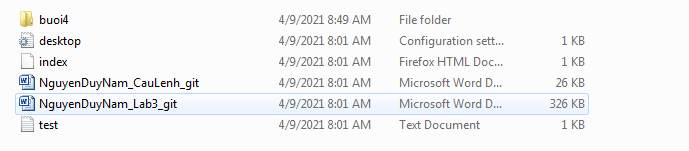 buoi4 4/9/2021 8:49 AM File folder
desktop 4/9/2021 8:01 AM Configuration sett... 1 KB
index 4/9/2021 8:01 AM Firefox HTML Doc... 1 KB
NguyenDuyNam_CauLenh_git 4/9/2021 8:01 AM Microsoft Word D... 26 KB
NguyenDuyNam_Lab3_git 4/9/2021 8:01 AM Microsoft Word D... 326 KB
test 4/9/2021 8:01 AM Text Document 1 KB